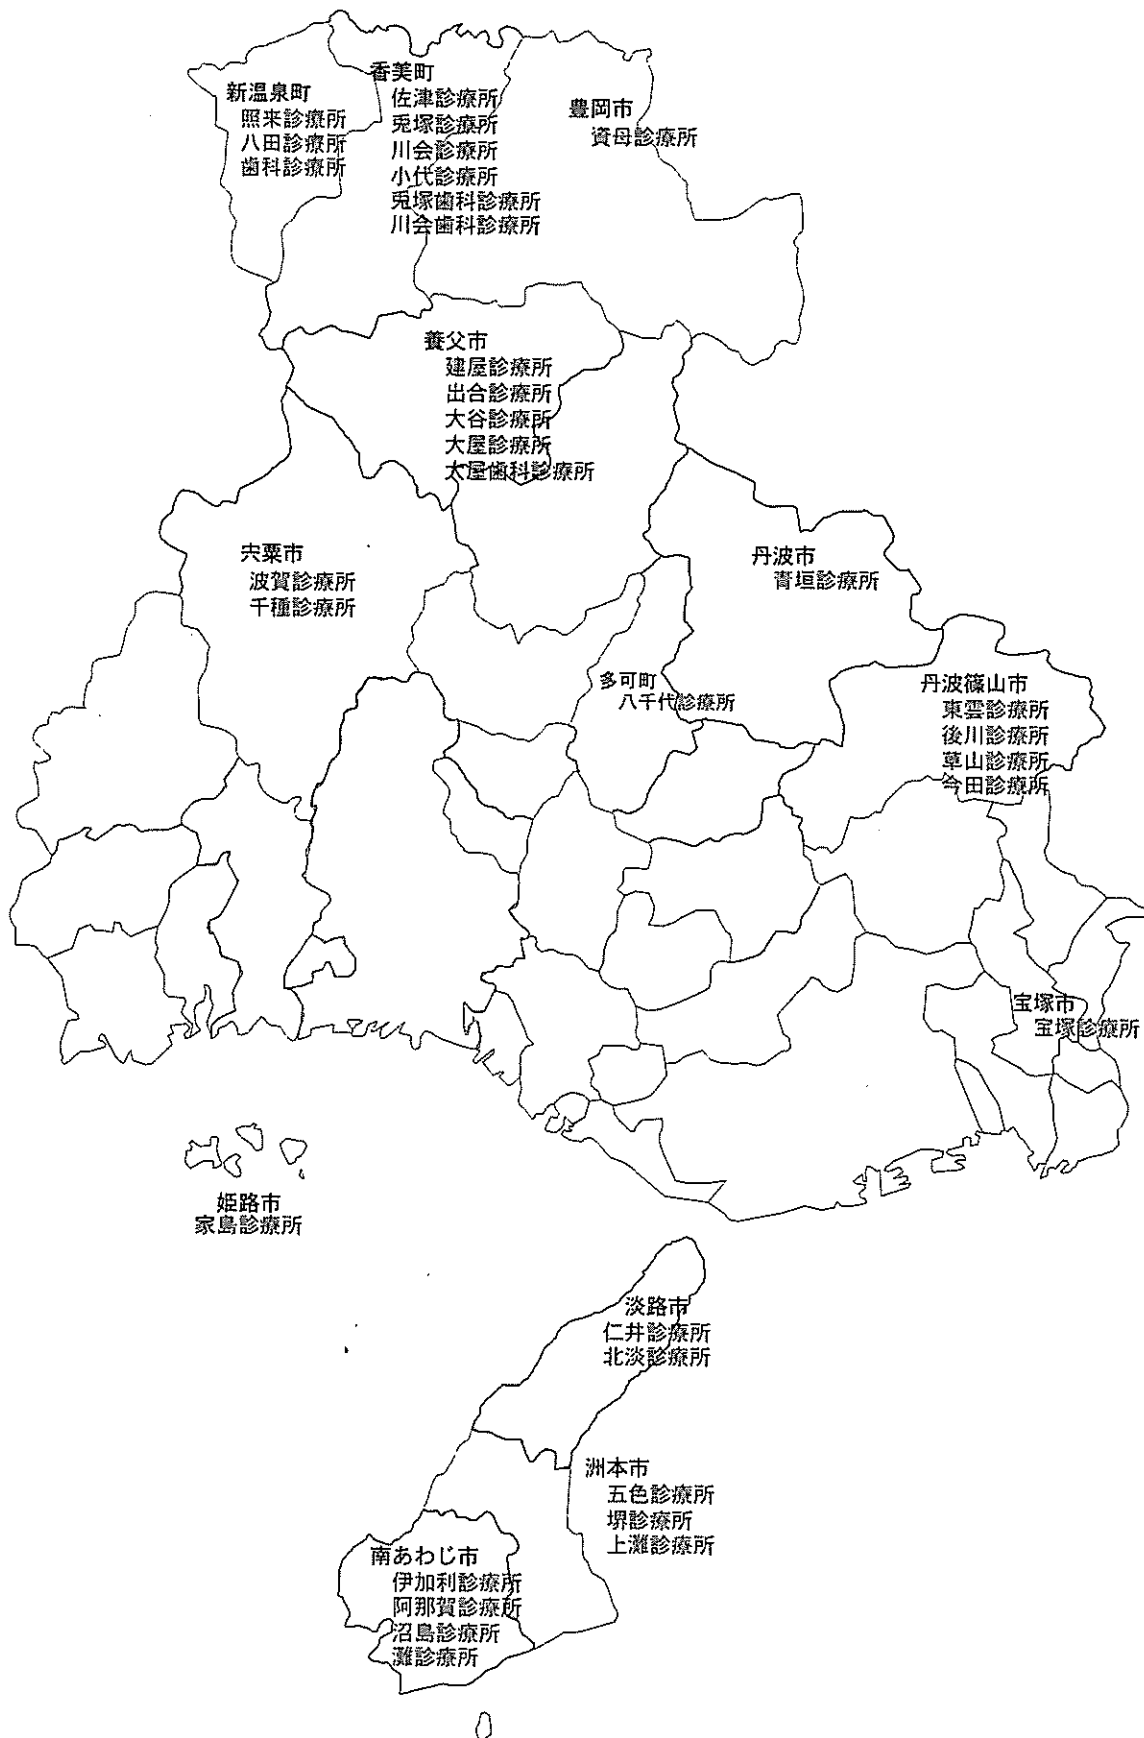 新温泉町
照来診療所
八田診療所
歯科診療所
香美町
佐津診療所
兎塚診療所
川会診療所
小代診療所
兎塚歯科診療所
川会歯科診療所
豊岡市
資母診療所
養父市
建屋診療所
出合診療所
大谷診療所
大屋診療所
大屋歯科診療所
宍粟市
波賀診療所
千種診療所
丹波市
青垣診療所
多可町
八千代診療所
丹波篠山市
東雲診療所
後川診療所
草山診療所
今田診療所
宝塚市
宝塚診療所
姫路市
家島診療所
淡路市
仁井診療所
北淡診療所
洲本市
五色診療所
堺診療所
上灘診療所
南あわじ市
伊加利診療所
阿那賀診療所
沼島診療所
灘診療所